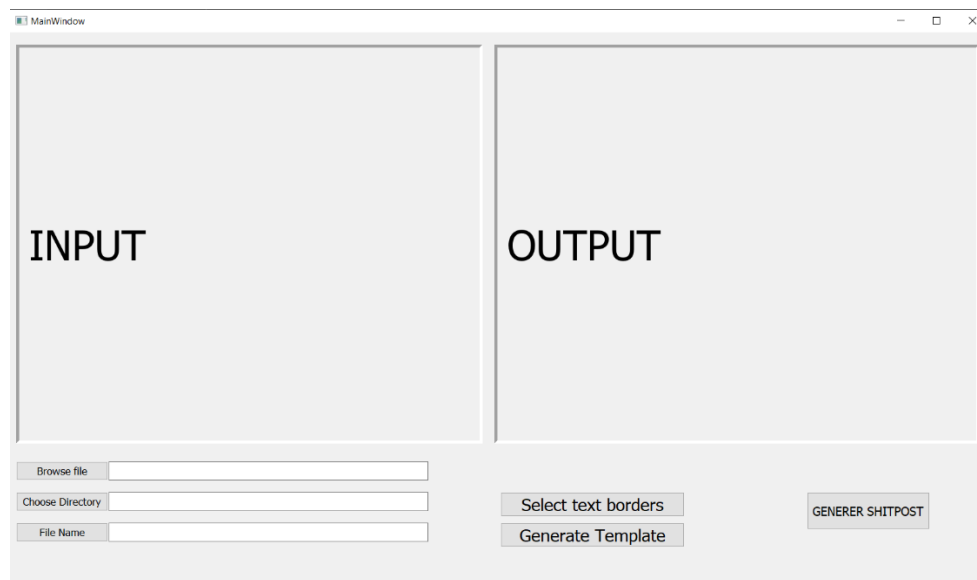 MainWindow
INPUT
OUTPUT
Browse file
Choose Directory
File Name
Select text borders
Generate Template
GENERER SHITPOST